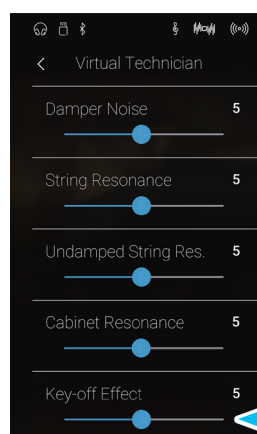 Virtual Technician
Damper Noise 5
String Resonance 5
Undamped String Res. 5
Cabinet Resonance 5
Key-off Effect 5